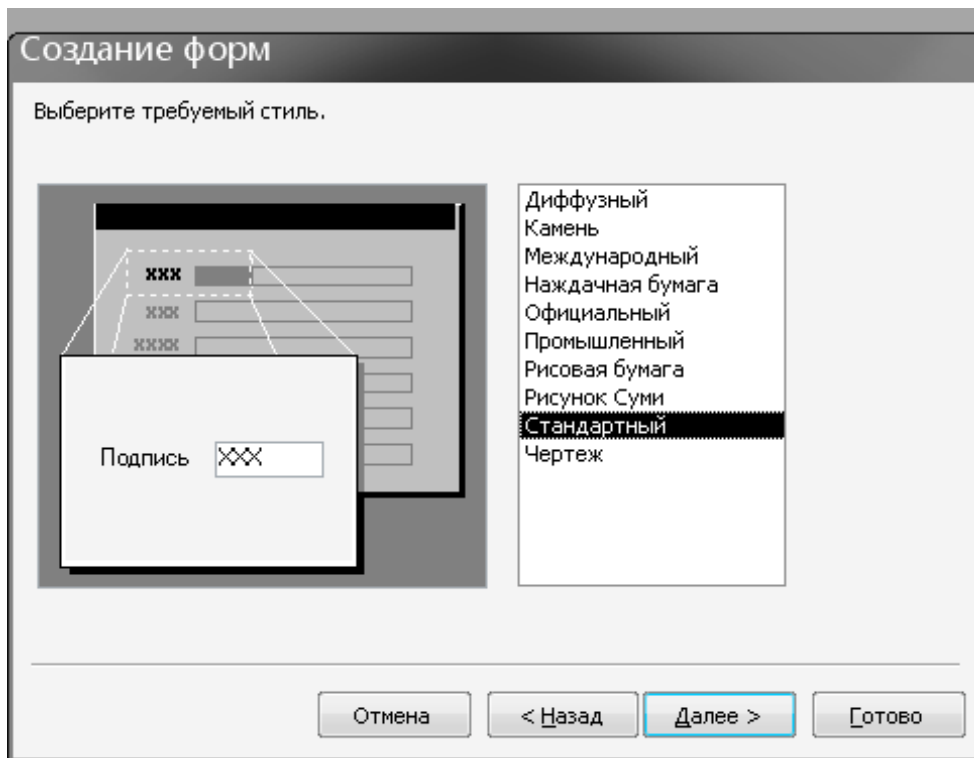 Создание форм
Выберите требуемый стиль.
xxx
xxx
xxxx
Подпись XXX
Диффузный
Камень
Международный
Наждачная бумага
Официальный
Промышленный
Рисовая бумага
Рисунок Суми
Стандартный
Чертеж
Отмена
< Назад
Далее >
Готово